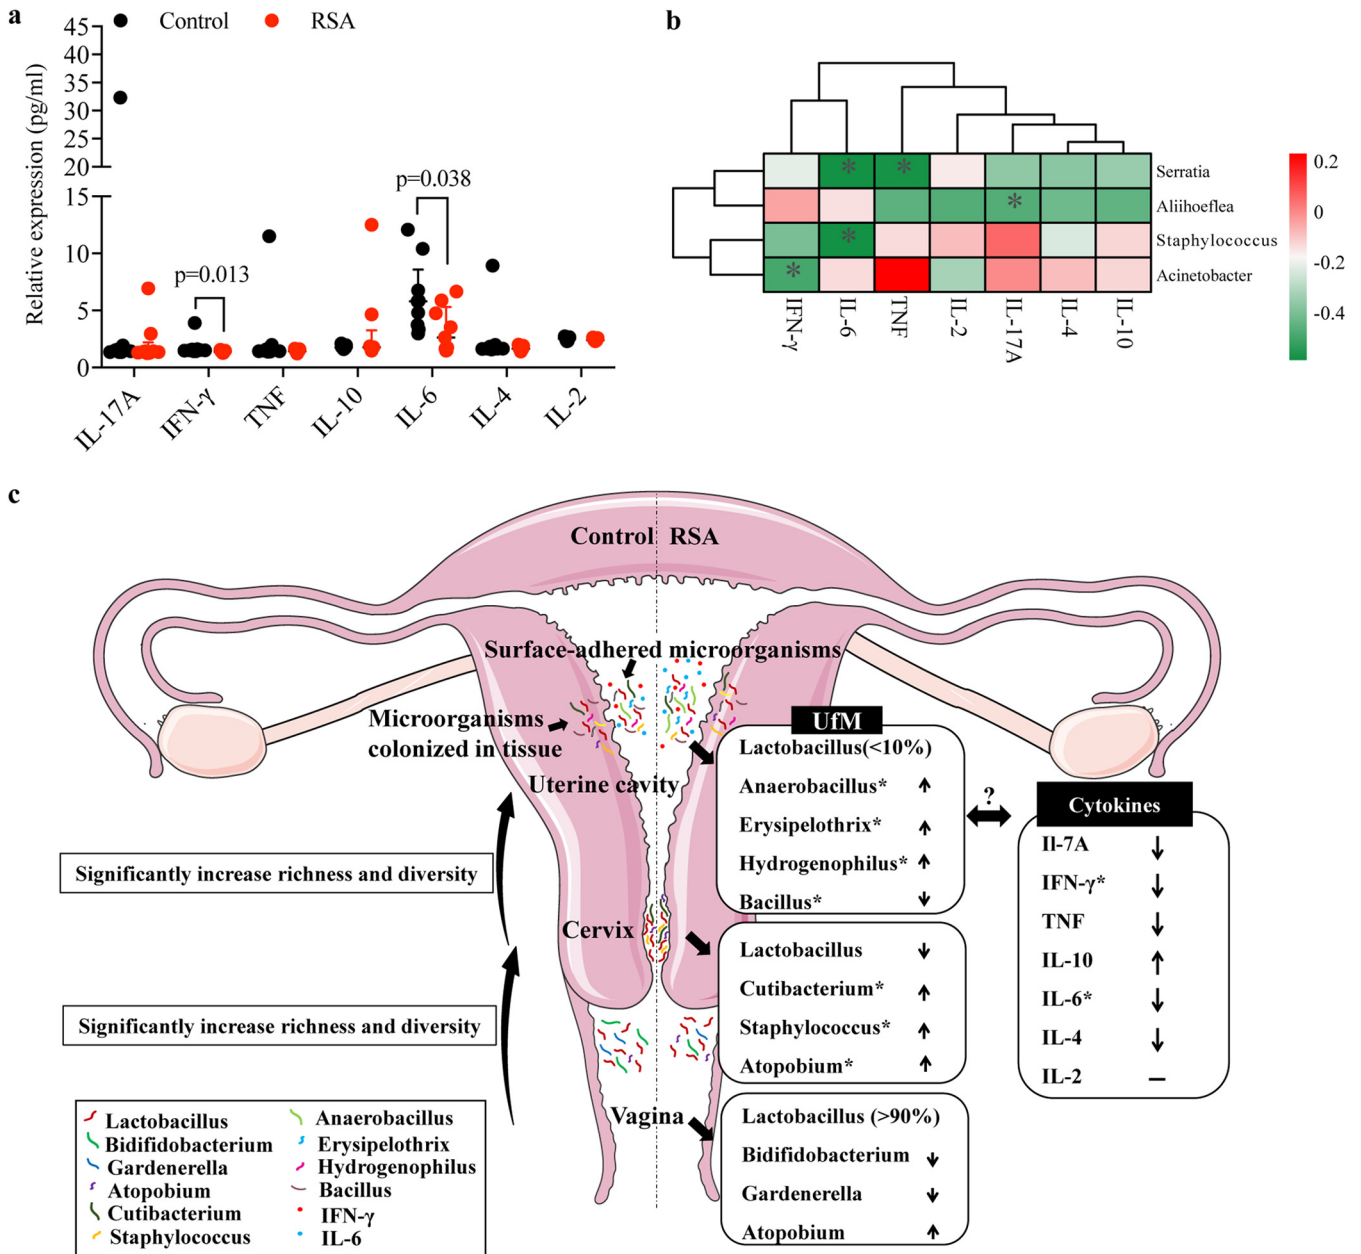 a
Control
RSA
Relative expression (pg/ml)
45
40
35
30
25
20
15
10
5
0
p=0.013
p=0.038
IL-17A
IFN-γ
TNF
IL-10
IL-6
IL-4
IL-2
b
*
*
*
*
*
Serratia
Aliihoeflea
Staphylococcus
Acinetobacter
IFN-γ
IL-6
TNF
IL-2
IL-17A
IL-4
IL-10
0.2
0
-0.2
-0.4
c
Control
RSA
Surface-adhered microorganisms
Microorganisms
colonized in tissue
Uterine cavity
Cervix
Vagina
Significantly increase richness and diversity
Significantly increase richness and diversity
UfM
Lactobacillus(<10%)
Anaerobacillus* ↑
Erysipelothrix* ↑
Hydrogenophilus* ↑
Bacillus* ↓
Lactobacillus ↓
Cutibacterium* ↑
Staphylococcus* ↑
Atopobium* ↑
Lactobacillus (>90%)
Bidifidobacterium ↓
Gardenerella ↓
Atopobium ↑
?
Cytokines
Il-7A ↓
IFN-γ* ↓
TNF ↓
IL-10 ↑
IL-6* ↓
IL-4 ↓
IL-2 –
Lactobacillus
Bidifidobacterium
Gardenerella
Atopobium
Cutibacterium
Staphylococcus
Anaerobacillus
Erysipelothrix
Hydrogenophilus
Bacillus
IFN-γ
IL-6